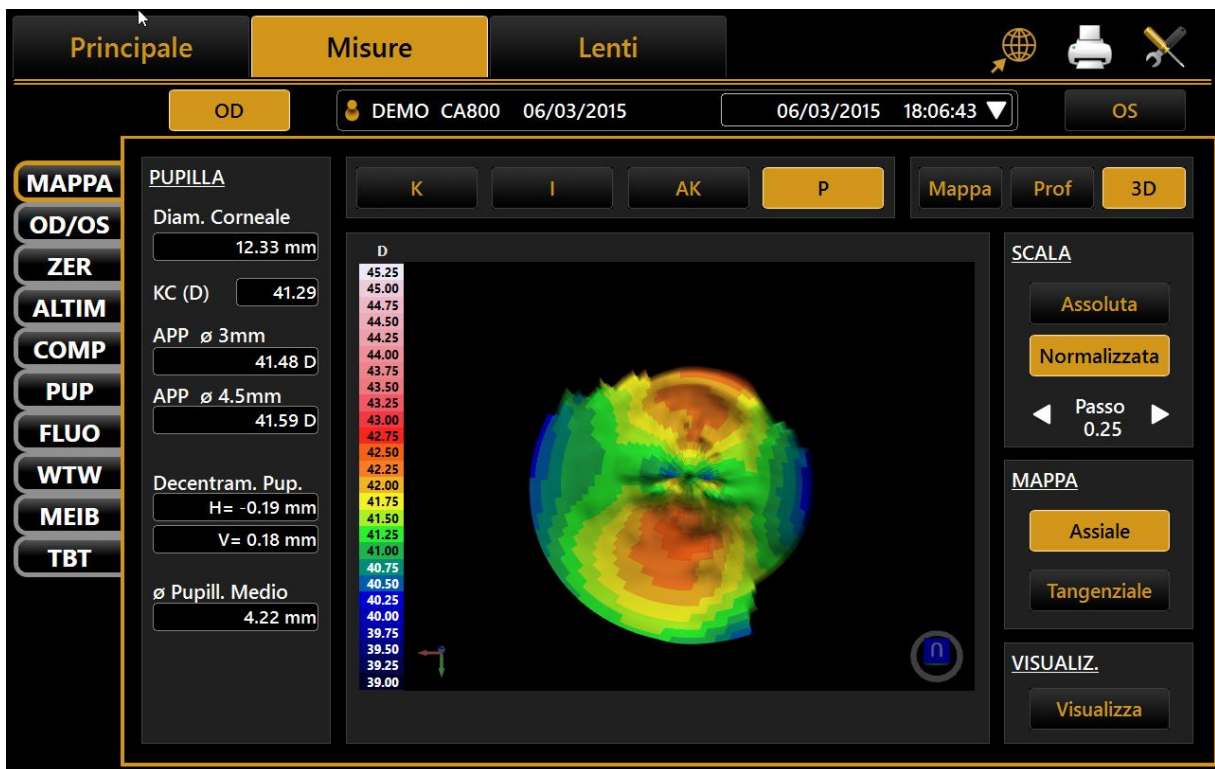 Principale
Misure
Lenti
OD
DEMO CA800 06/03/2015
06/03/2015 18:06:43
OS
MAPPA
OD/OS
ZER
ALTIM
COMP
PUP
FLUO
WTW
MEIB
TBT
PUPILLA
Diam. Corneale
12.33 mm
KC (D) 41.29
APP ø 3mm
41.48 D
APP ø 4.5mm
41.59 D
Decentram. Pup.
H= -0.19 mm
V= 0.18 mm
ø Pupill. Medio
4.22 mm
K
I
AK
P
Mappa
Prof
3D
D
45.25
45.00
44.75
44.50
44.25
44.00
43.75
43.50
43.25
43.00
42.75
42.50
42.25
42.00
41.75
41.50
41.25
41.00
40.75
40.50
40.25
40.00
39.75
39.50
39.25
39.00
SCALA
Assoluta
Normalizzata
Passo
0.25
MAPPA
Assiale
Tangenziale
VISUALIZ.
Visualizza